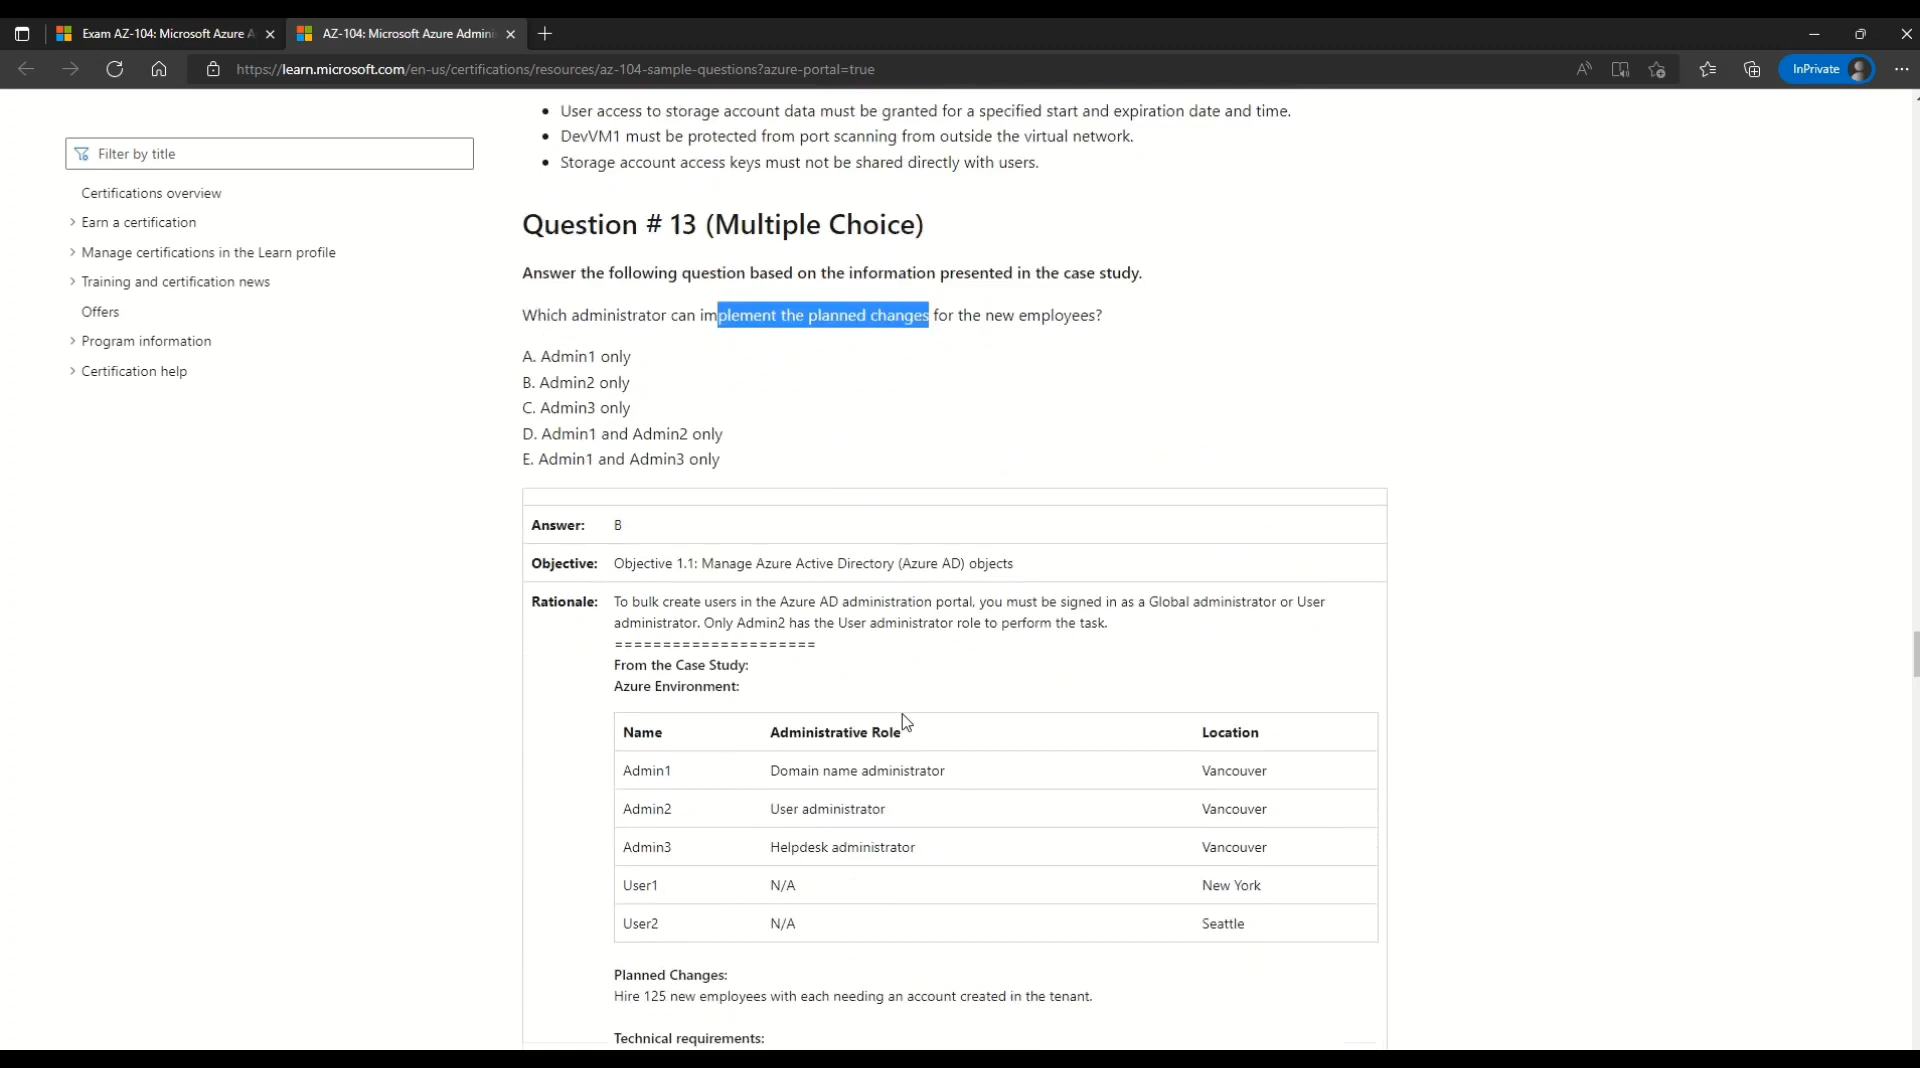 Exam AZ-104: Microsoft Azure A
AZ-104: Microsoft Azure Admini
https://learn.microsoft.com/en-us/certifications/resources/az-104-sample-questions?azure-portal=true
InPrivate
Filter by title
Certifications overview
Earn a certification
Manage certifications in the Learn profile
Training and certification news
Offers
Program information
Certification help
• User access to storage account data must be granted for a specified start and expiration date and time.
• DevVM1 must be protected from port scanning from outside the virtual network.
• Storage account access keys must not be shared directly with users.
Question # 13 (Multiple Choice)
Answer the following question based on the information presented in the case study.
Which administrator can implement the planned changes for the new employees?
A. Admin1 only
B. Admin2 only
C. Admin3 only
D. Admin1 and Admin2 only
E. Admin1 and Admin3 only
Answer: B
Objective: Objective 1.1: Manage Azure Active Directory (Azure AD) objects
Rationale: To bulk create users in the Azure AD administration portal, you must be signed in as a Global administrator or User
administrator. Only Admin2 has the User administrator role to perform the task.
=====================
From the Case Study:
Azure Environment:
Name Administrative Role Location
Admin1 Domain name administrator Vancouver
Admin2 User administrator Vancouver
Admin3 Helpdesk administrator Vancouver
User1 N/A New York
User2 N/A Seattle
Planned Changes:
Hire 125 new employees with each needing an account created in the tenant.
Technical requirements: